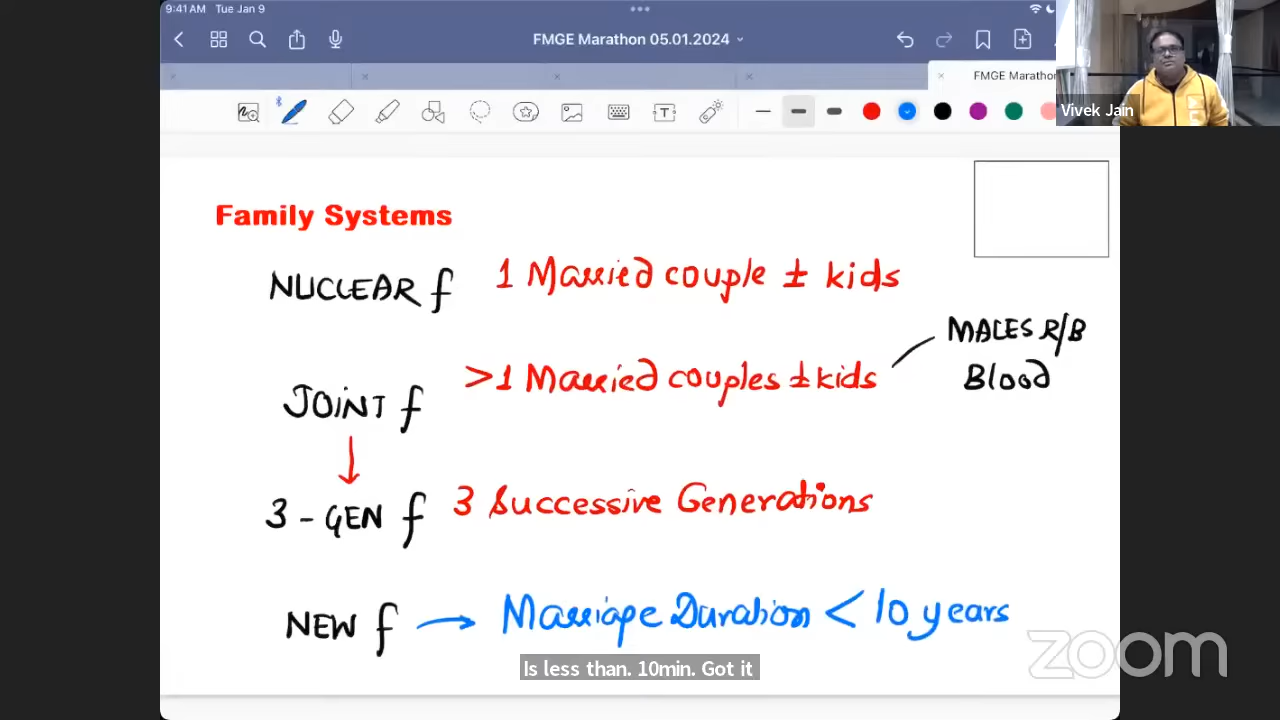 9:41 AM Tue Jan 9
FMGE Marathon 05.01.2024
FMGE Marathon
Vivek Jain
Family Systems
NUCLEAR f 1 Married couple ± kids
MALES R/B
Blood
JOINT f >1 Married couples ± kids
3 - GEN f 3 Successive Generations
NEW f → Marriage Duration < 10 years
Is less than. 10min. Got it
zoom